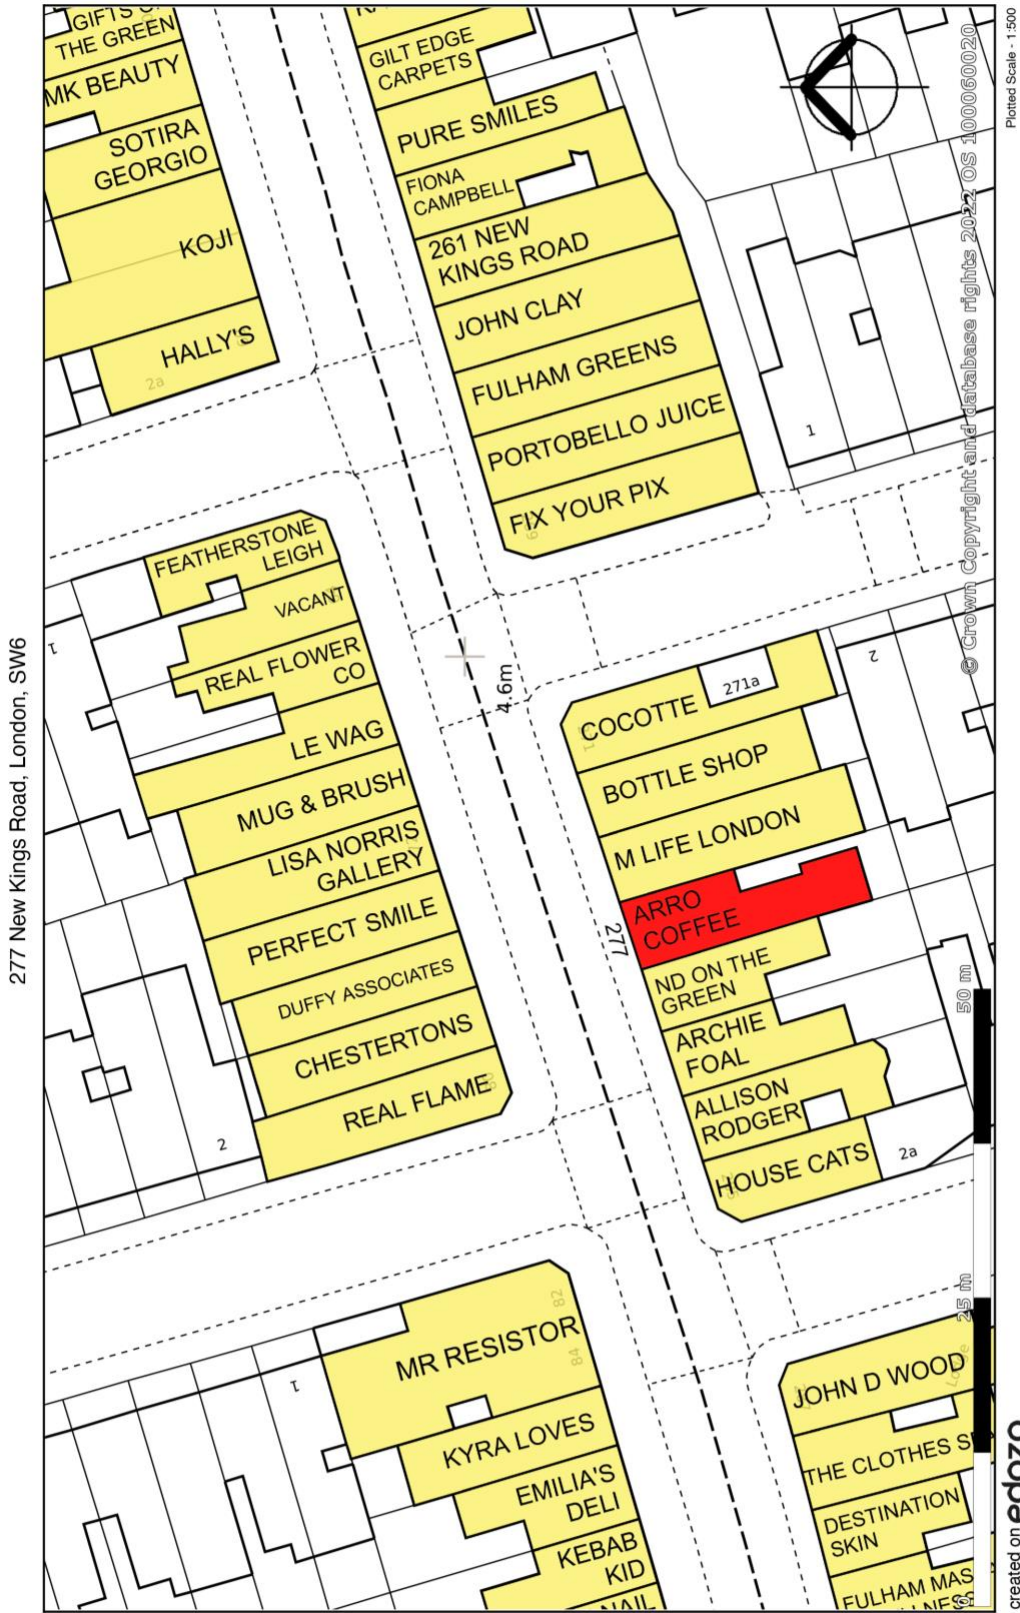 277 New Kings Road, London, SW6
THE GREEN
MK BEAUTY
SOTIRA
GEORGIO
KOJI
HALLY'S
2a
GILT EDGE
CARPETS
PURE SMILES
FIONA
CAMPBELL
261 NEW
KINGS ROAD
JOHN CLAY
FULHAM GREENS
PORTOBELLO JUICE
FIX YOUR PIX
1
FEATHERSTONE
LEIGH
VACANT
REAL FLOWER
CO
LE WAG
MUG & BRUSH
LISA NORRIS
GALLERY
PERFECT SMILE
DUFFY ASSOCIATES
CHESTERTONS
REAL FLAME
1
2
4.6m
COCOTTE
271a
BOTTLE SHOP
M LIFE LONDON
ARRO
COFFEE
277
ND ON THE
GREEN
ARCHIE
FOAL
ALLISON
RODGER
HOUSE CATS
2a
2
MR RESISTOR
82
84
1
KYRA LOVES
EMILIA'S
DELI
KEBAB
KID
NAIL
JOHN D WOOD
Lodge
THE CLOTHES
DESTINATION
SKIN
FULHAM MAS
0
25 m
50 m
© Crown Copyright and database rights 2022 OS 100060020
Plotted Scale - 1:500
created on edozo